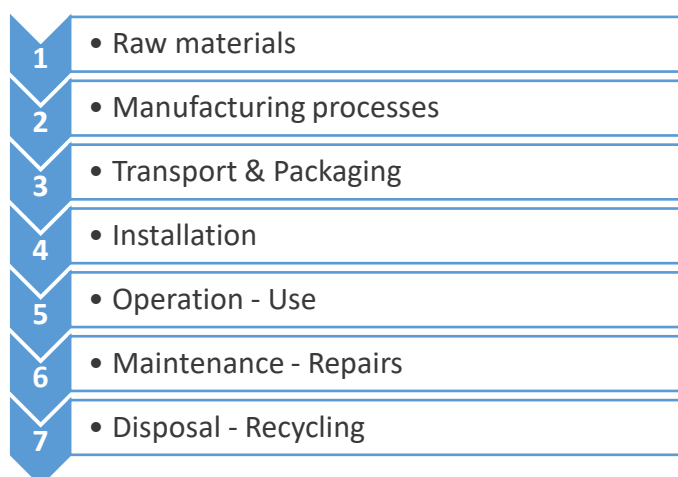 1 • Raw materials
2 • Manufacturing processes
3 • Transport & Packaging
4 • Installation
5 • Operation - Use
6 • Maintenance - Repairs
7 • Disposal - Recycling